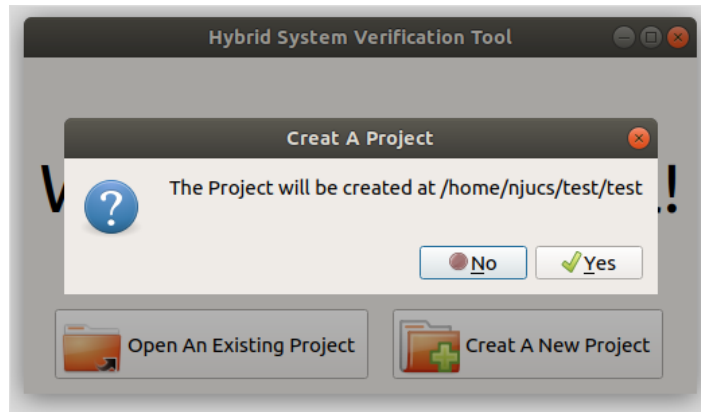 Hybrid System Verification Tool
Creat A Project
The Project will be created at /home/njucs/test/test
No
Yes
Open An Existing Project
Creat A New Project